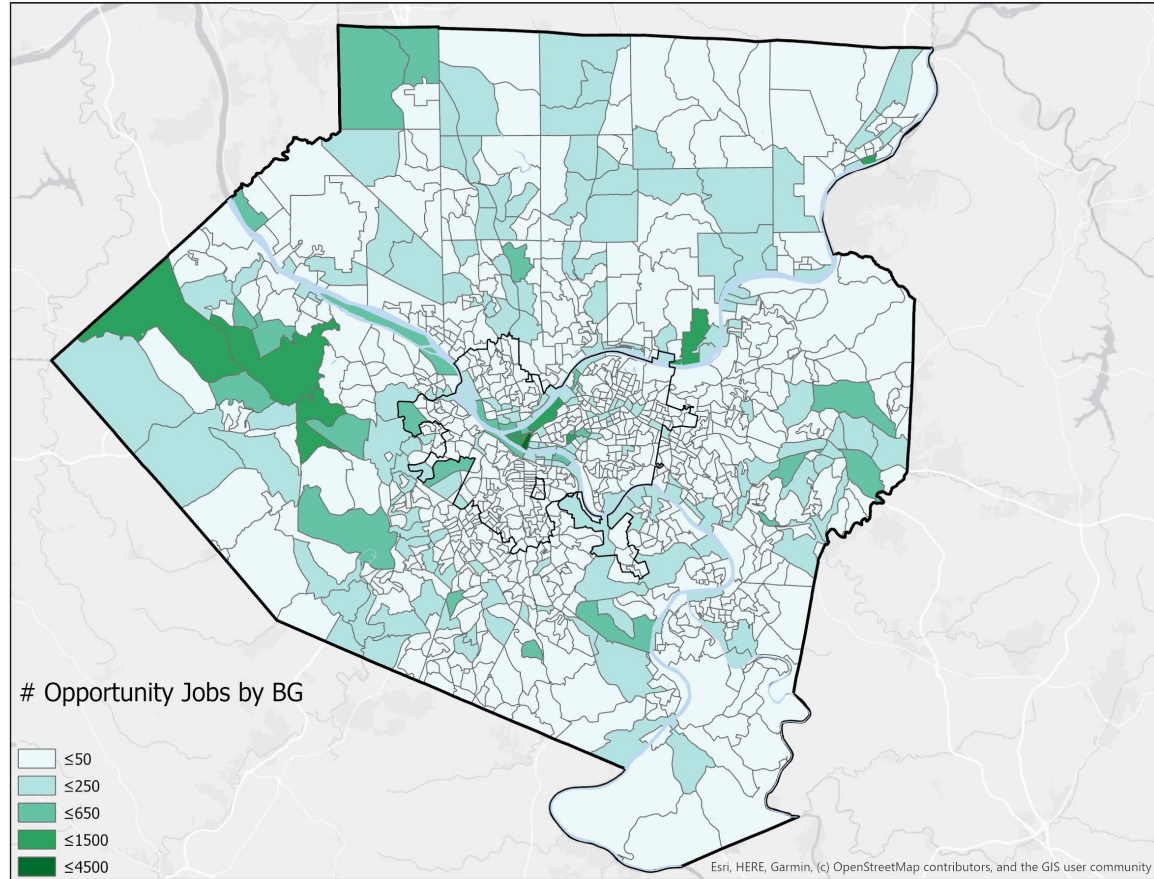 # Opportunity Jobs by BG
≤50
≤250
≤650
≤1500
≤4500
Esri, HERE, Garmin, (c) OpenStreetMap contributors, and the GIS user community